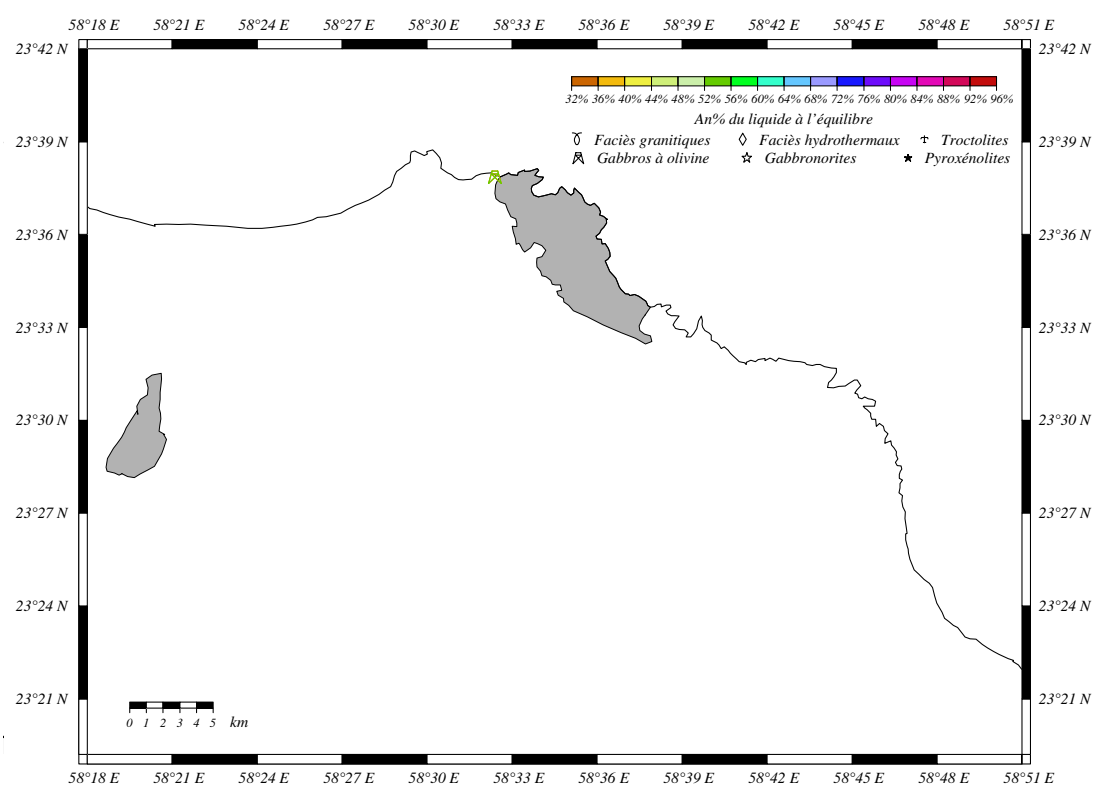 58°18 E 58°21 E 58°24 E 58°27 E 58°30 E 58°33 E 58°36 E 58°39 E 58°42 E 58°45 E 58°48 E 58°51 E
23°42 N 23°42 N
32% 36% 40% 44% 48% 52% 56% 60% 64% 68% 72% 76% 80% 84% 88% 92% 96%
An% du liquide à l'équilibre
23°39 N Faciès granitiques Faciès hydrothermaux Troctolites 23°39 N
Gabbros à olivine Gabbronorites Pyroxénolites
23°36 N 23°36 N
23°33 N 23°33 N
23°30 N 23°30 N
23°27 N 23°27 N
23°24 N 23°24 N
23°21 N 23°21 N
0 1 2 3 4 5 km
58°18 E 58°21 E 58°24 E 58°27 E 58°30 E 58°33 E 58°36 E 58°39 E 58°42 E 58°45 E 58°48 E 58°51 E